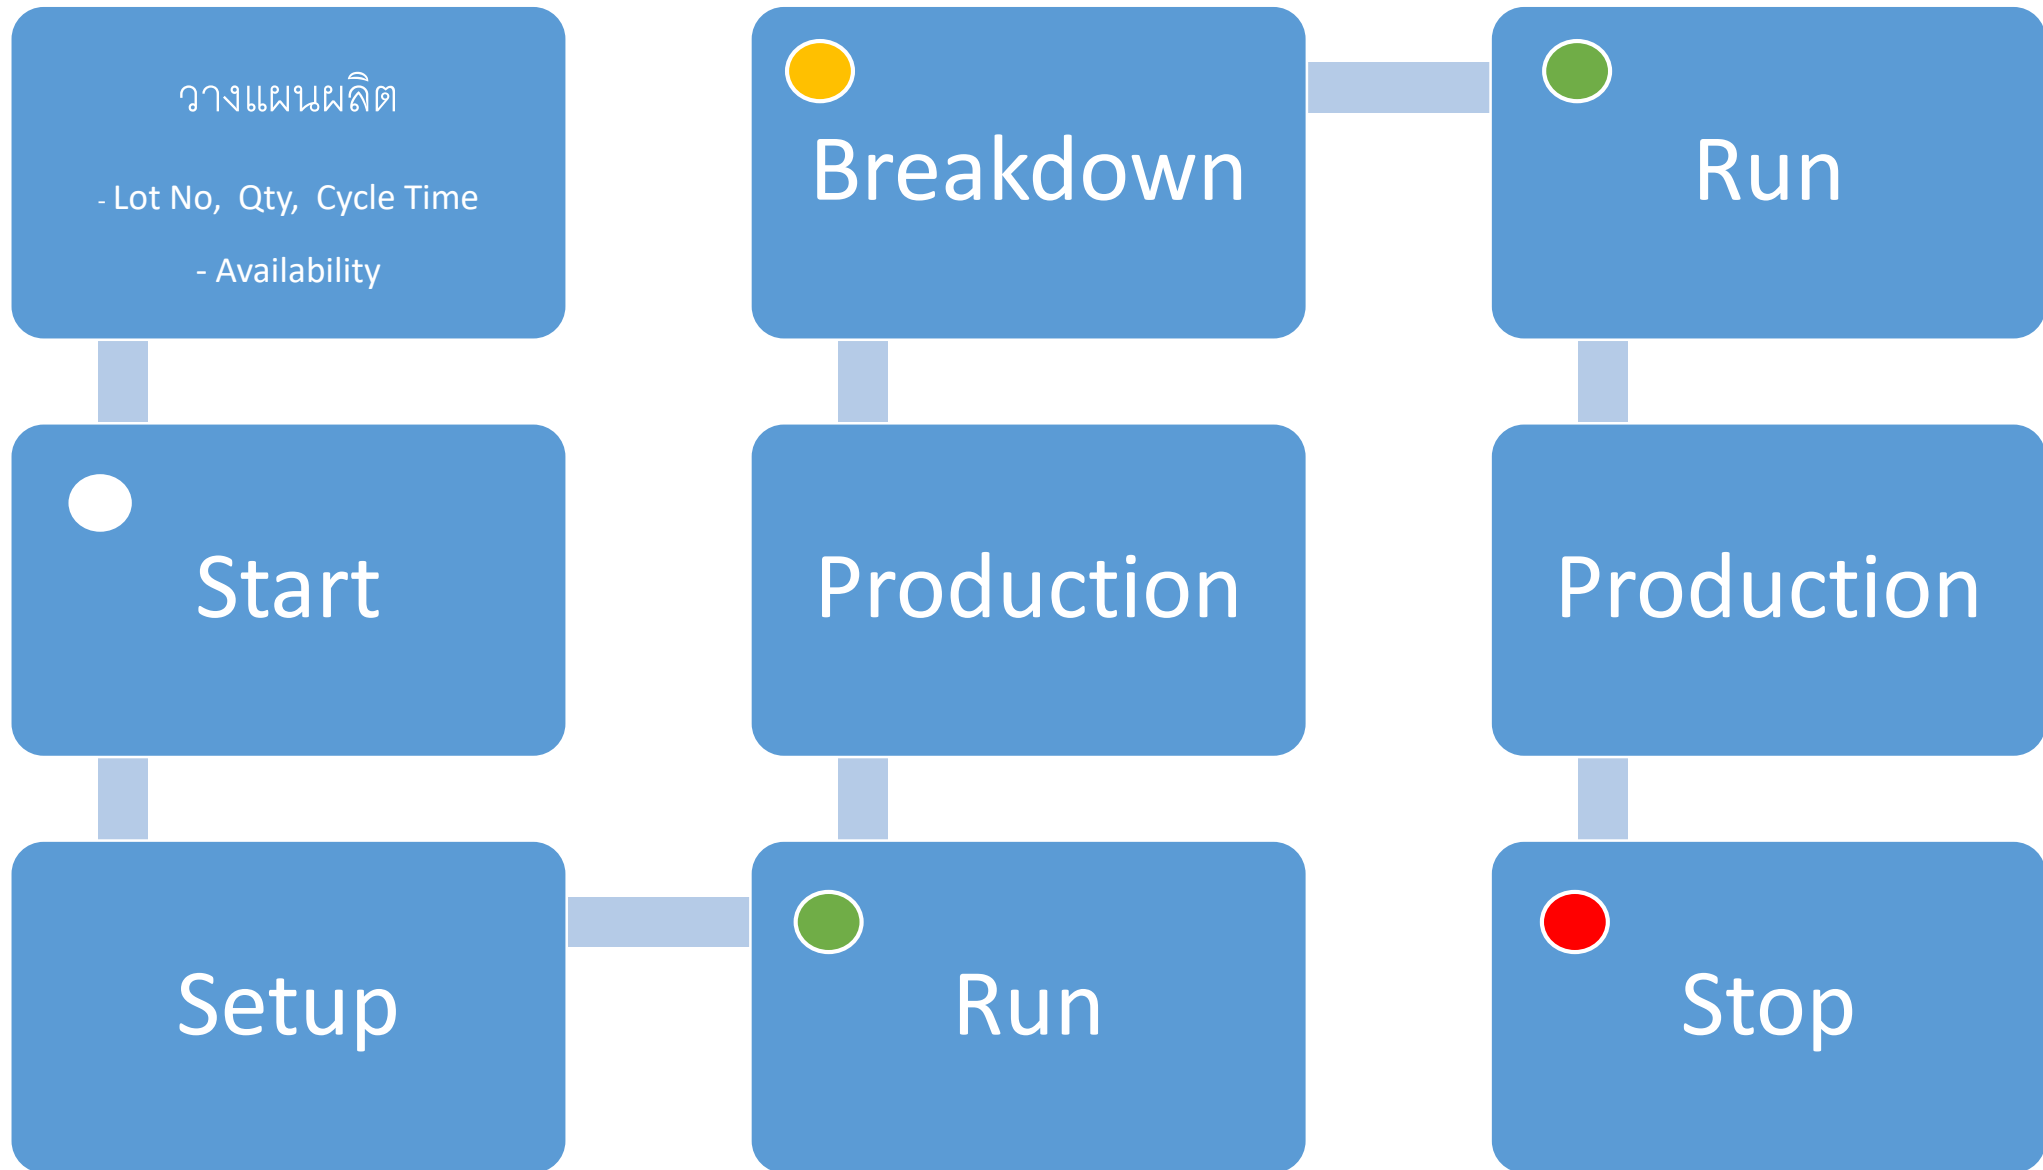 วางแผนผลิต
- Lot No, Qty, Cycle Time
- Availability
Start
Setup
Run
Production
Breakdown
Run
Production
Stop